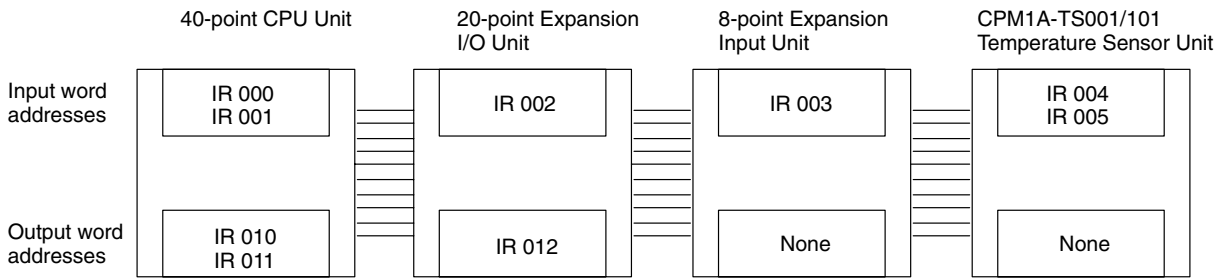 40-point CPU Unit
20-point Expansion
I/O Unit
8-point Expansion
Input Unit
CPM1A-TS001/101
Temperature Sensor Unit
Input word
addresses
IR 000
IR 001
IR 002
IR 003
IR 004
IR 005
Output word
addresses
IR 010
IR 011
IR 012
None
None